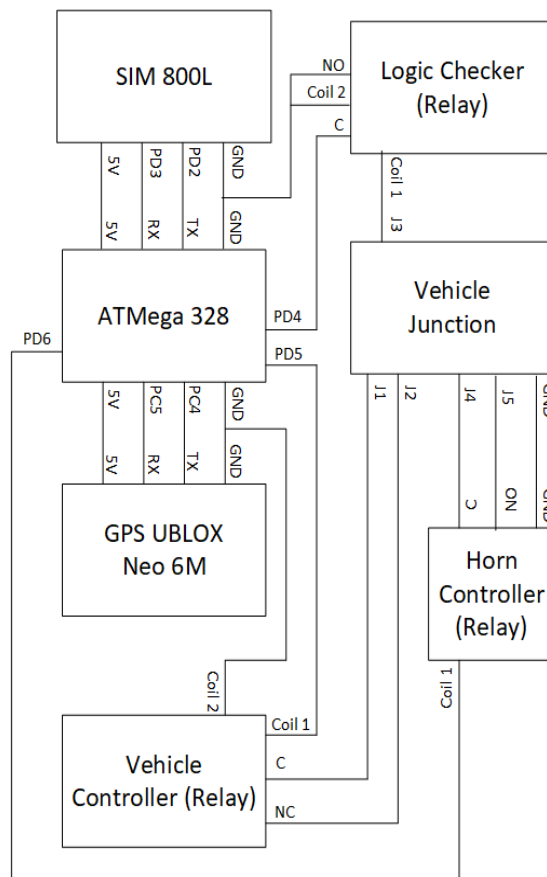 SIM 800L
NO
Coil 2
C
Logic Checker
(Relay)
5V
PD3
PD2
GND
5V
RX
TX
GND
Coil 1
J3
ATMega 328
PD4
PD5
PD6
Vehicle
Junction
5V
PC5
PC4
GND
5V
RX
TX
GND
J1
J2
J4
J5
GND
C
NO
GND
GPS UBLOX
Neo 6M
Horn
Controller
(Relay)
Coil 1
Coil 2
Coil 1
C
NC
Vehicle
Controller (Relay)